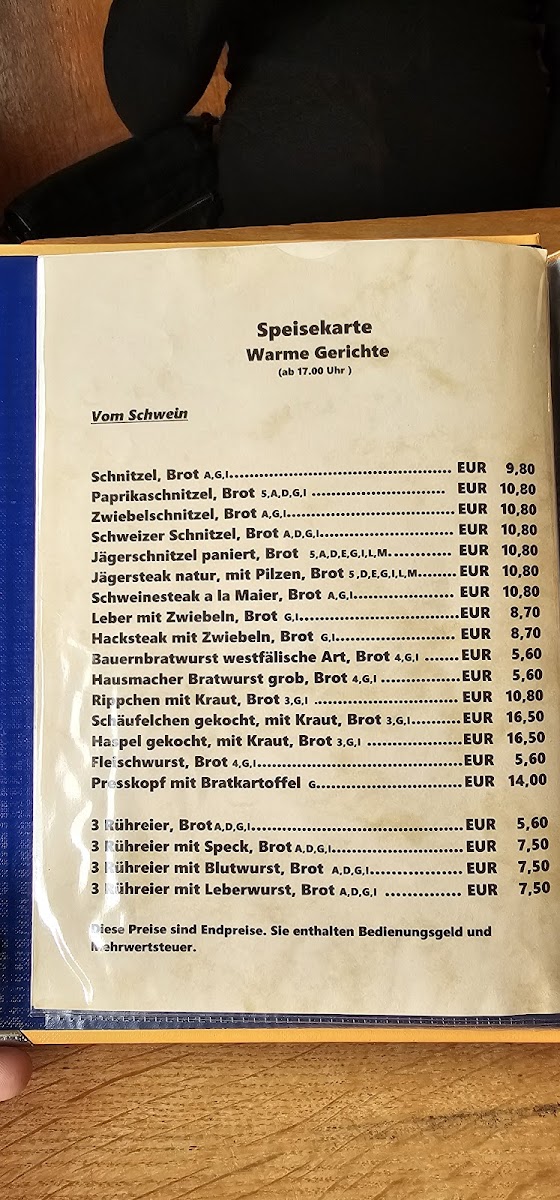 Speisekarte
Warme Gerichte
(ab 17.00 Uhr )
Vom Schwein
Schnitzel, Brot A,G,I.................................................. EUR 9,80
Paprikaschnitzel, Brot 5,A,D,G,I .............................. EUR 10,80
Zwiebelschnitzel, Brot A,G,I..................................... EUR 10,80
Schweizer Schnitzel, Brot A,D,G,I............................. EUR 10,80
Jägerschnitzel paniert, Brot 5,A,D,E,G,I,L,M.............. EUR 10,80
Jägersteak natur, mit Pilzen, Brot 5,D,E,G,I,L,M........ EUR 10,80
Schweinesteak a la Maier, Brot A,G,I...................... EUR 10,80
Leber mit Zwiebeln, Brot G,I................................... EUR 8,70
Hacksteak mit Zwiebeln, Brot G,I.......................... EUR 8,70
Bauernbratwurst westfälische Art, Brot 4,G,I ....... EUR 5,60
Hausmacher Bratwurst grob, Brot 4,G,I ................. EUR 5,60
Rippchen mit Kraut, Brot 3,G,I ............................... EUR 10,80
Schäufelchen gekocht, mit Kraut, Brot 3,G,I........... EUR 16,50
Haspel gekocht, mit Kraut, Brot 3,G,I .................... EUR 16,50
Fleischwurst, Brot 4,G,I........................................... EUR 5,60
Presskopf mit Bratkartoffel G................................ EUR 14,00
3 Rühreier, Brot A,D,G,I............................................ EUR 5,60
3 Rühreier mit Speck, Brot A,D,G,I........................... EUR 7,50
3 Rühreier mit Blutwurst, Brot A,D,G,I................... EUR 7,50
3 Rühreier mit Leberwurst, Brot A,D,G,I ................ EUR 7,50
Diese Preise sind Endpreise. Sie enthalten Bedienungsgeld und
Mehrwertsteuer.